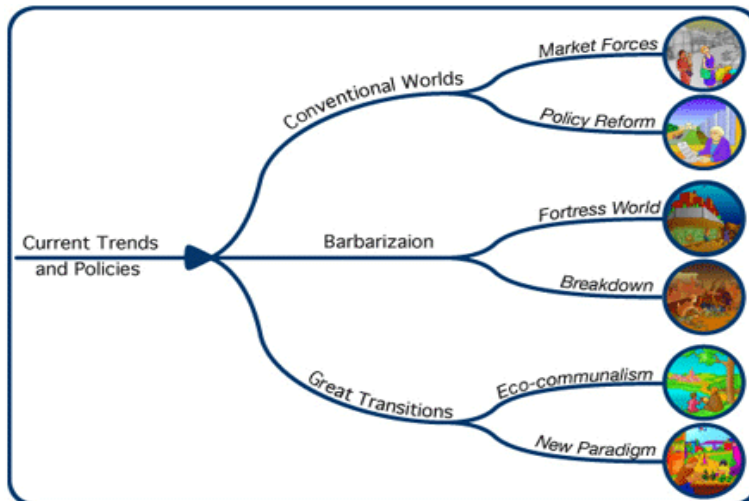 Current Trends
and Policies
Conventional Worlds
Market Forces
Policy Reform
Barbarizaion
Fortress World
Breakdown
Great Transitions
Eco-communalism
New Paradigm